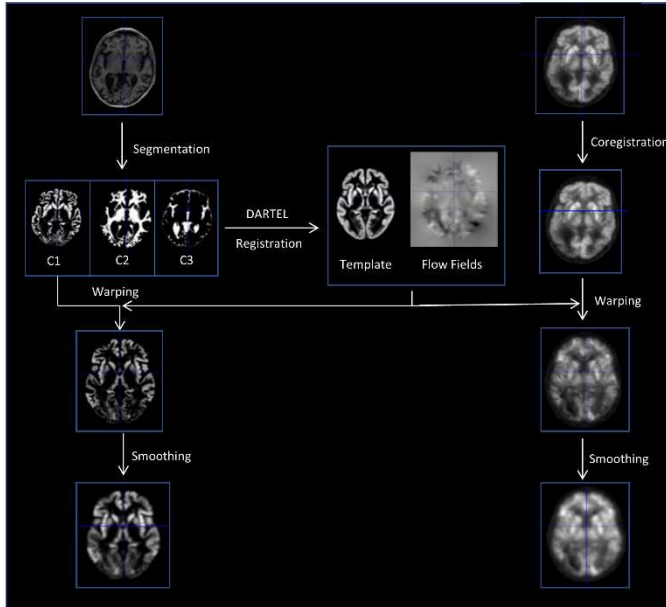 Segmentation
Coregistration
C1
C2
C3
DARTEL
Registration
Template
Flow Fields
Warping
Warping
Smoothing
Smoothing